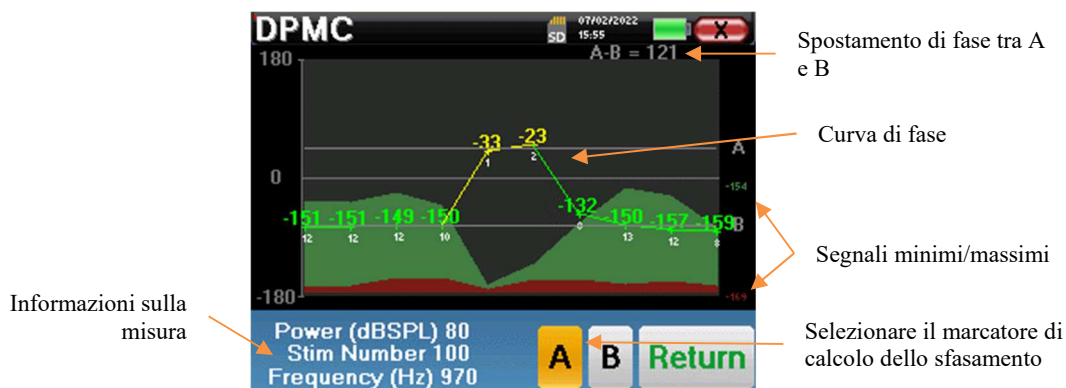 DPMC
SD
07/02/2022
15:55
X
A-B = 121
180
0
-180
-33
1
-23
2
-151
-151
-149
-150
-132
-150
-157
-159
12
12
12
10
0
13
12
8
A
-154
B
-169
Power (dBSPL) 80
Stim Number 100
Frequency (Hz) 970
A
B
Return
Spostamento di fase tra A
e B
Curva di fase
Segnali minimi/massimi
Selezionare il marcatore di
calcolo dello sfasamento
Informazioni sulla
misura